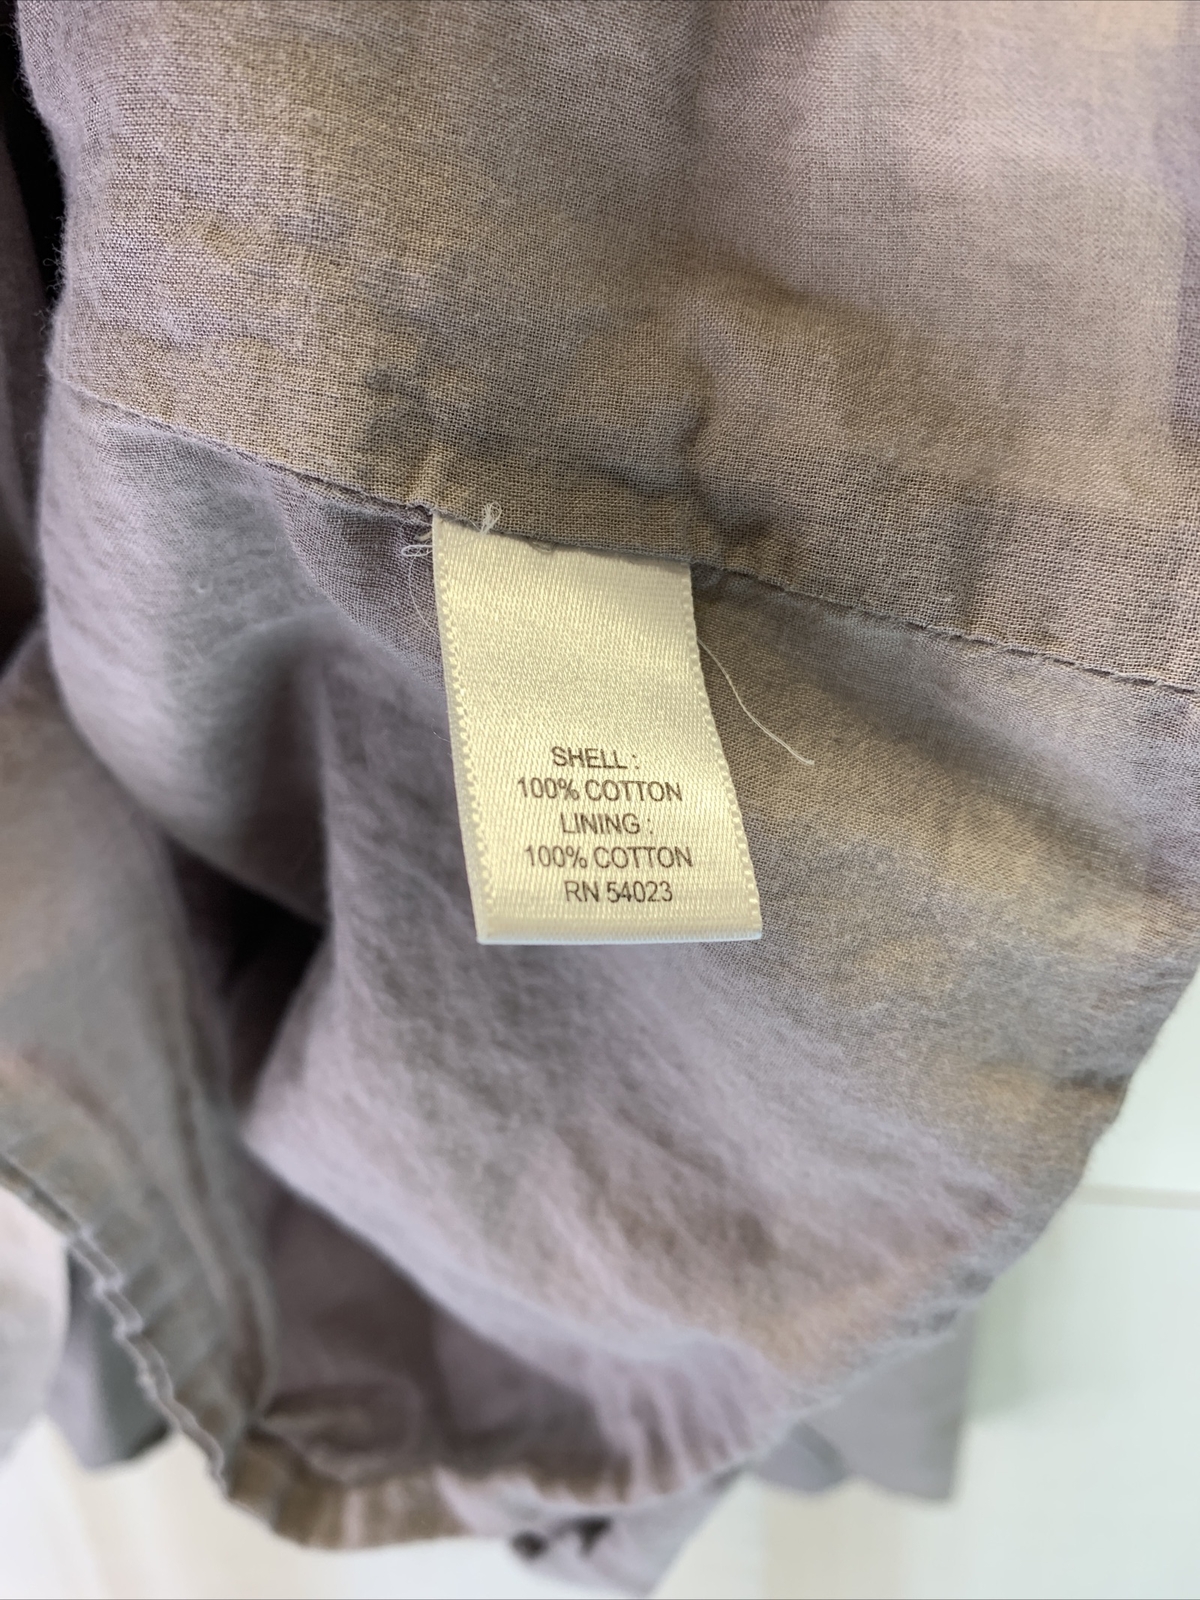 SHELL :
100% COTTON
LINING :
100% COTTON
RN 54023